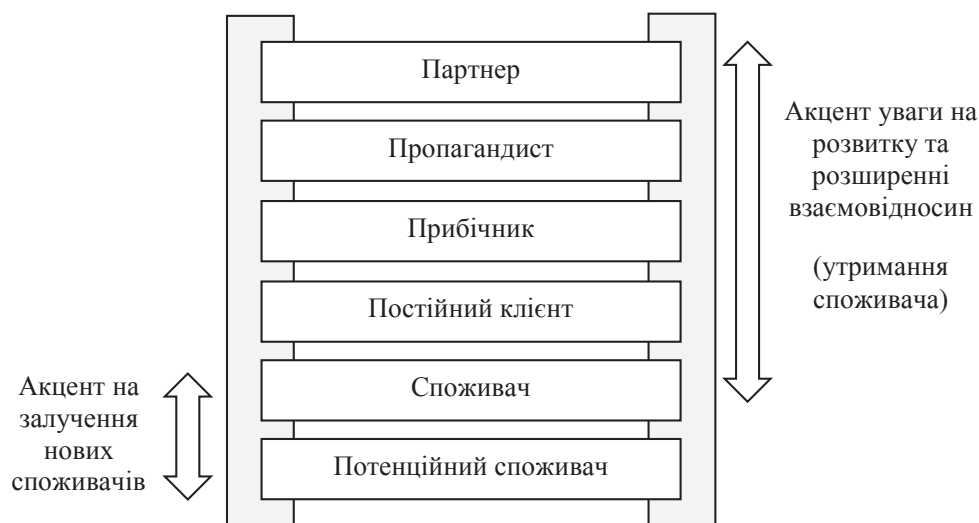 Партнер
Пропагандист
Прибічник
Постійний клієнт
Споживач
Потенційний споживач
Акцент уваги на
розвитку та
розширенні
взаємовідносин
(утримання
споживача)
Акцент на
залучення
нових
споживачів